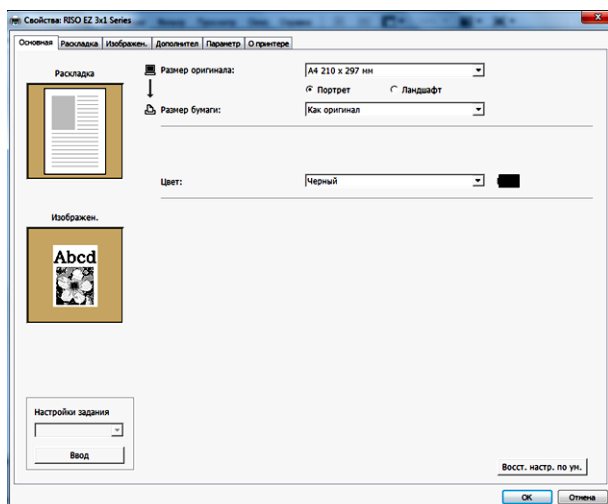 Свойства: RISO EZ 3x1 Series
Основная Раскладка Изображен. Дополнител Параметр О принтере
Раскладка
Размер оригинала: A4 210 x 297 мм
Портрет Ландшафт
Размер бумаги: Как оригинал
Цвет: Черный
Изображен.
Abcd
Настройки задания
Ввод
Восст. настр. по ум.
OK Отмена